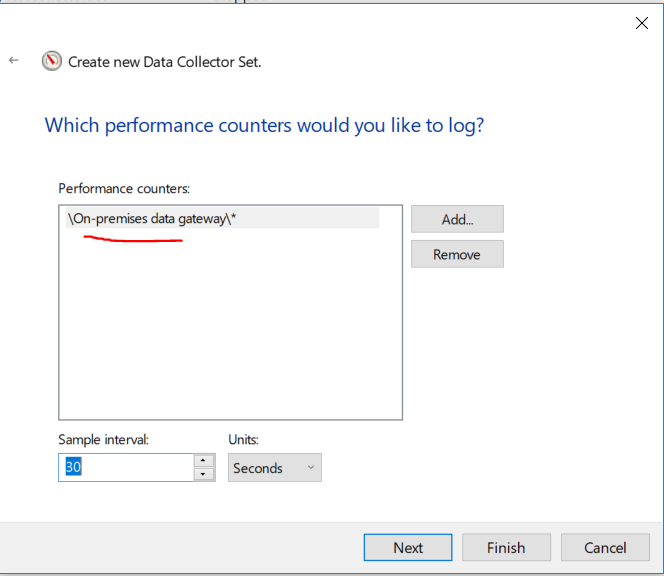 Create new Data Collector Set.
Which performance counters would you like to log?
Performance counters:
\On-premises data gateway\*
Add...
Remove
Sample interval:
Units:
30
Seconds
Next
Finish
Cancel